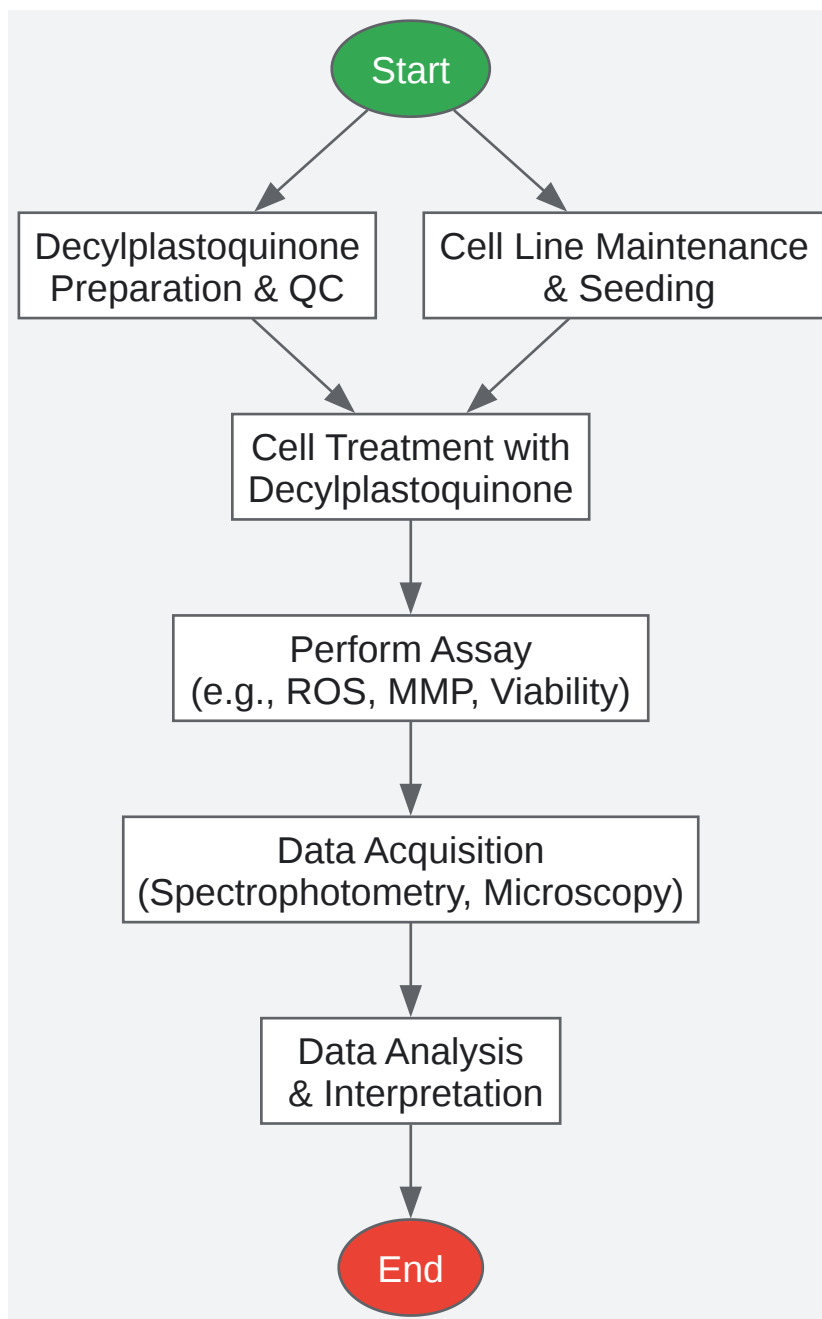 Start
Decylplastoquinone
Preparation & QC
Cell Line Maintenance
& Seeding
Cell Treatment with
Decylplastoquinone
Perform Assay
(e.g., ROS, MMP, Viability)
Data Acquisition
(Spectrophotometry, Microscopy)
Data Analysis
& Interpretation
End